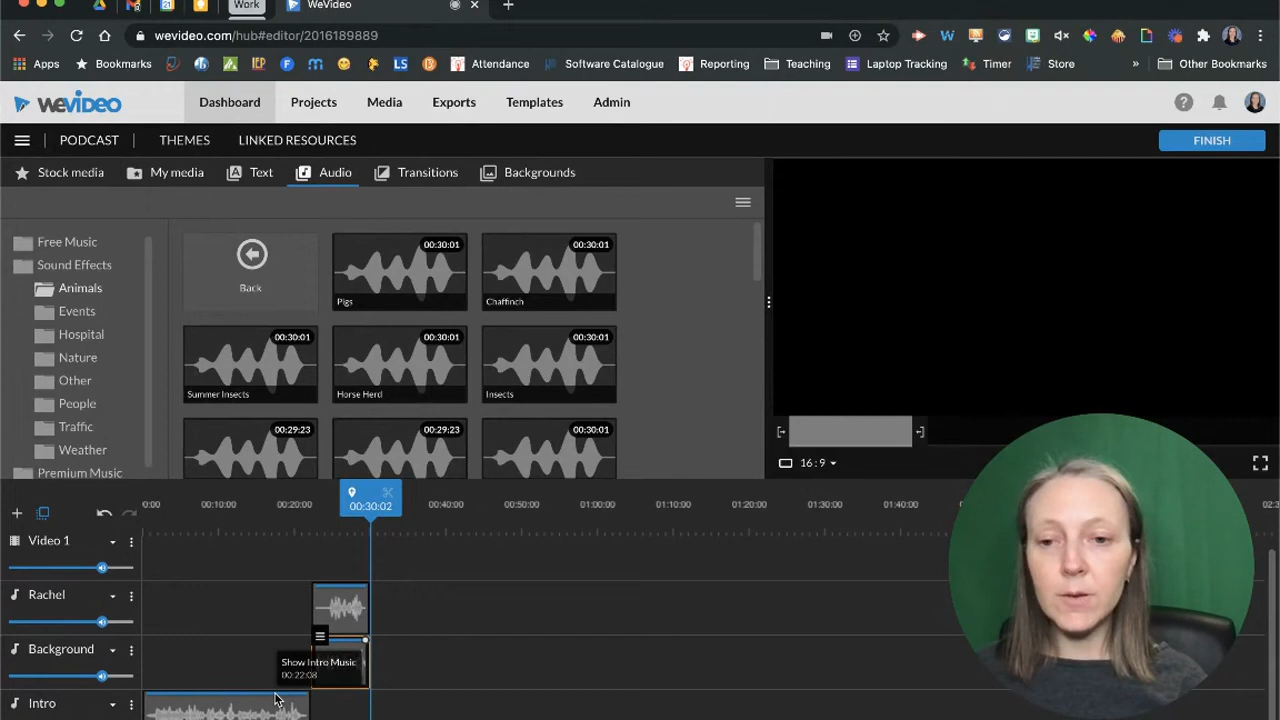 Work
WeVideo
wevideo.com/hub#editor/2016189889
Apps Bookmarks Attendance Software Catalogue Reporting Teaching Laptop Tracking Timer Store » Other Bookmarks
WEVIDEO Dashboard Projects Media Exports Templates Admin
PODCAST THEMES LINKED RESOURCES FINISH
Stock media My media Text Audio Transitions Backgrounds
Free Music
Sound Effects
Animals
Events
Hospital
Nature
Other
People
Traffic
Weather
Premium Music
Back
00:30:01
Pigs
00:30:01
Chaffinch
00:30:01
Summer Insects
00:30:01
Horse Herd
00:30:01
Insects
00:29:23
00:29:23
00:30:01
16:9
0:00 00:10:00 00:20:00 00:30:02 00:40:00 00:50:00 01:00:00 01:10:00 01:20:00 01:30:00 01:40:00 2:3
Video 1
Rachel
Background
Show Intro Music
00:22:08
Intro